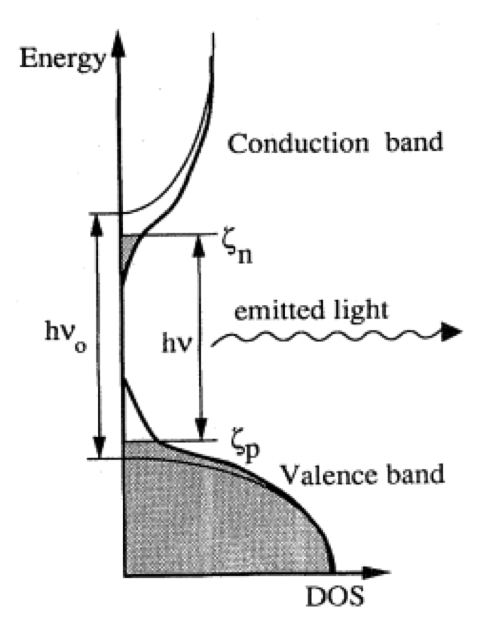 Energy
Conduction band
ζn
emitted light
hνo
hν
ζp
Valence band
DOS